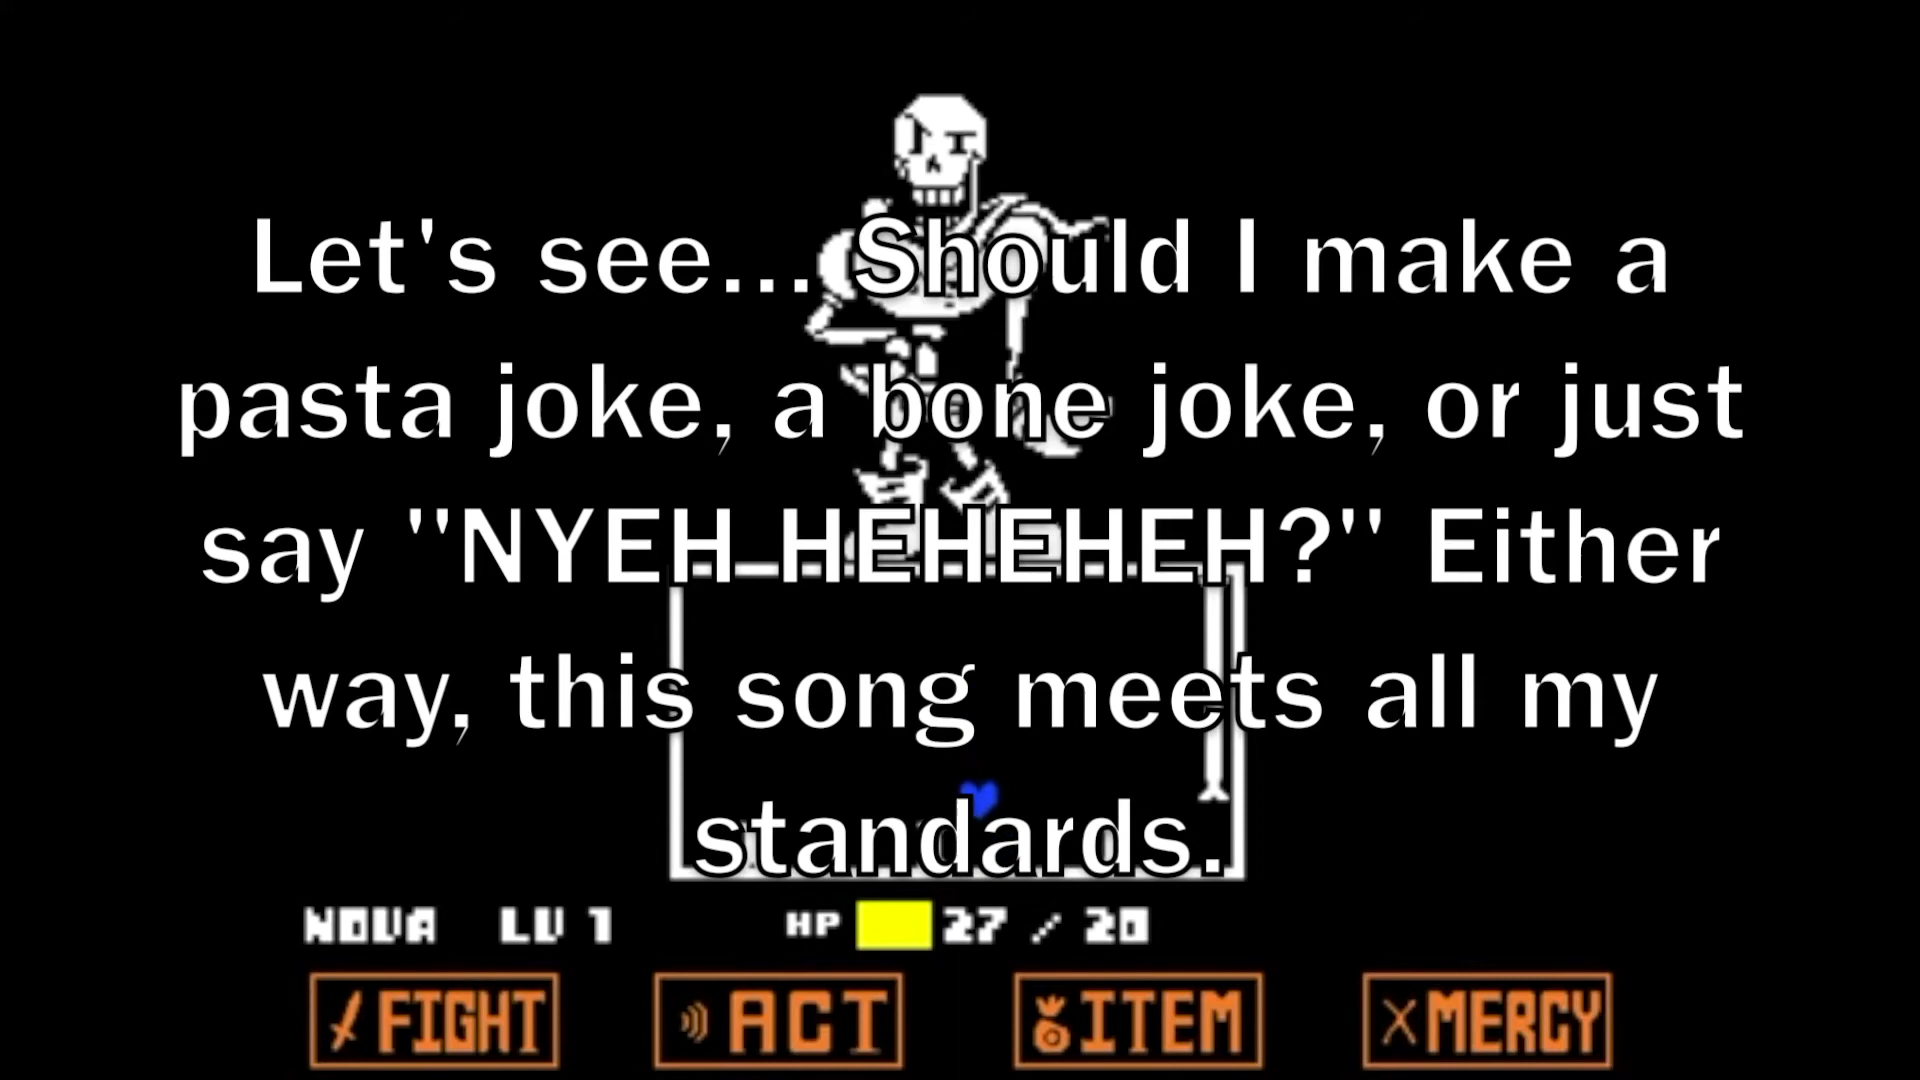 Let's see... Should I make a
pasta joke, a bone joke, or just
say "NYEH HEHEHEH?" Either
way, this song meets all my
standards.
NOVA LV 1 HP 27 / 20
FIGHT ACT ITEM MERCY